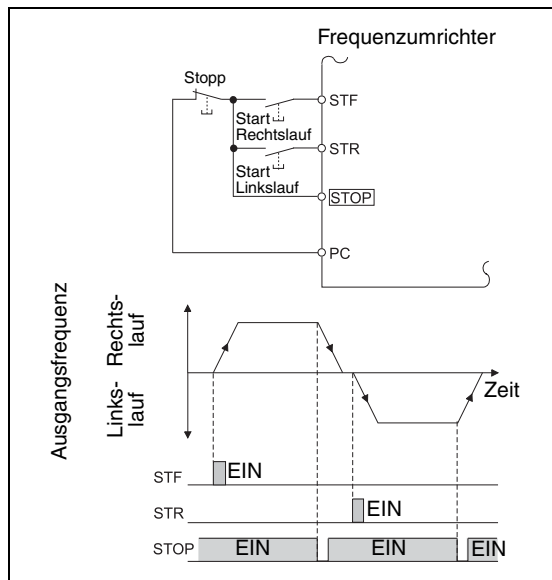 Frequenzumrichter
Stopp
STF
Start
Rechtslauf
STR
Start
Linkslauf
STOP
PC
Ausgangsfrequenz
Rechts-
lauf
Links-
lauf
Zeit
STF
EIN
STR
EIN
STOP
EIN
EIN
EIN